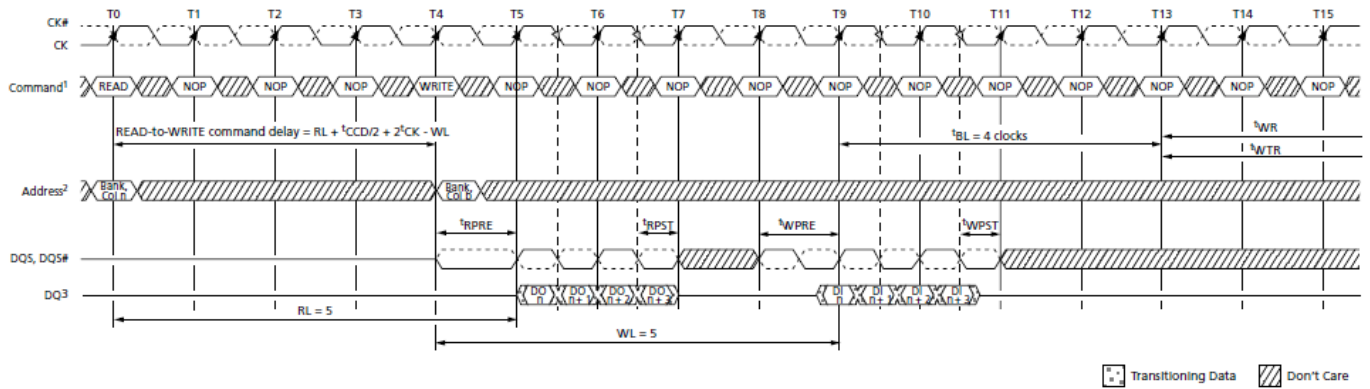 T0 T1 T2 T3 T4 T5 T6 T7 T8 T9 T10 T11 T12 T13 T14 T15
CK#
CK
Command1 READ NOP NOP NOP WRITE NOP NOP NOP NOP NOP NOP NOP NOP NOP NOP NOP
READ-to-WRITE command delay = RL + tCCD/2 + 2tCK - WL
tBL = 4 clocks
tWR
tWTR
Address2 Bank, Col n Bank, Col b
tRPRE tRPST tWPRE tWPST
DQS, DQS#
DQ3 DO n DO n + 1 DO n + 2 DO n + 3 DI n DI n + 1 DI n + 2 DI n + 3
RL = 5
WL = 5
Transitioning Data Don't Care